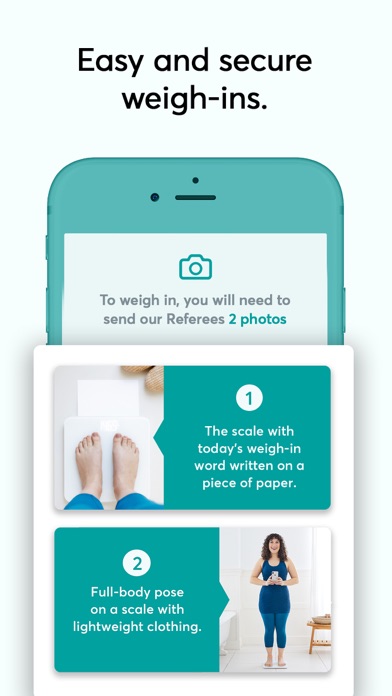 Easy and secure
weigh-ins.
To weigh in, you will need to
send our Referees 2 photos
1
The scale with
today's weigh-in
word written on a
piece of paper.
2
Full-body pose
on a scale with
lightweight clothing.